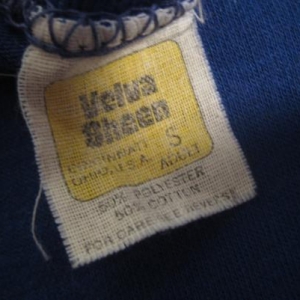 Velva
Sheen
CINCINNATI S
OHIO, U.S.A. ADULT
50% POLYESTER
50% COTTON
FOR CARE SEE REVERSE